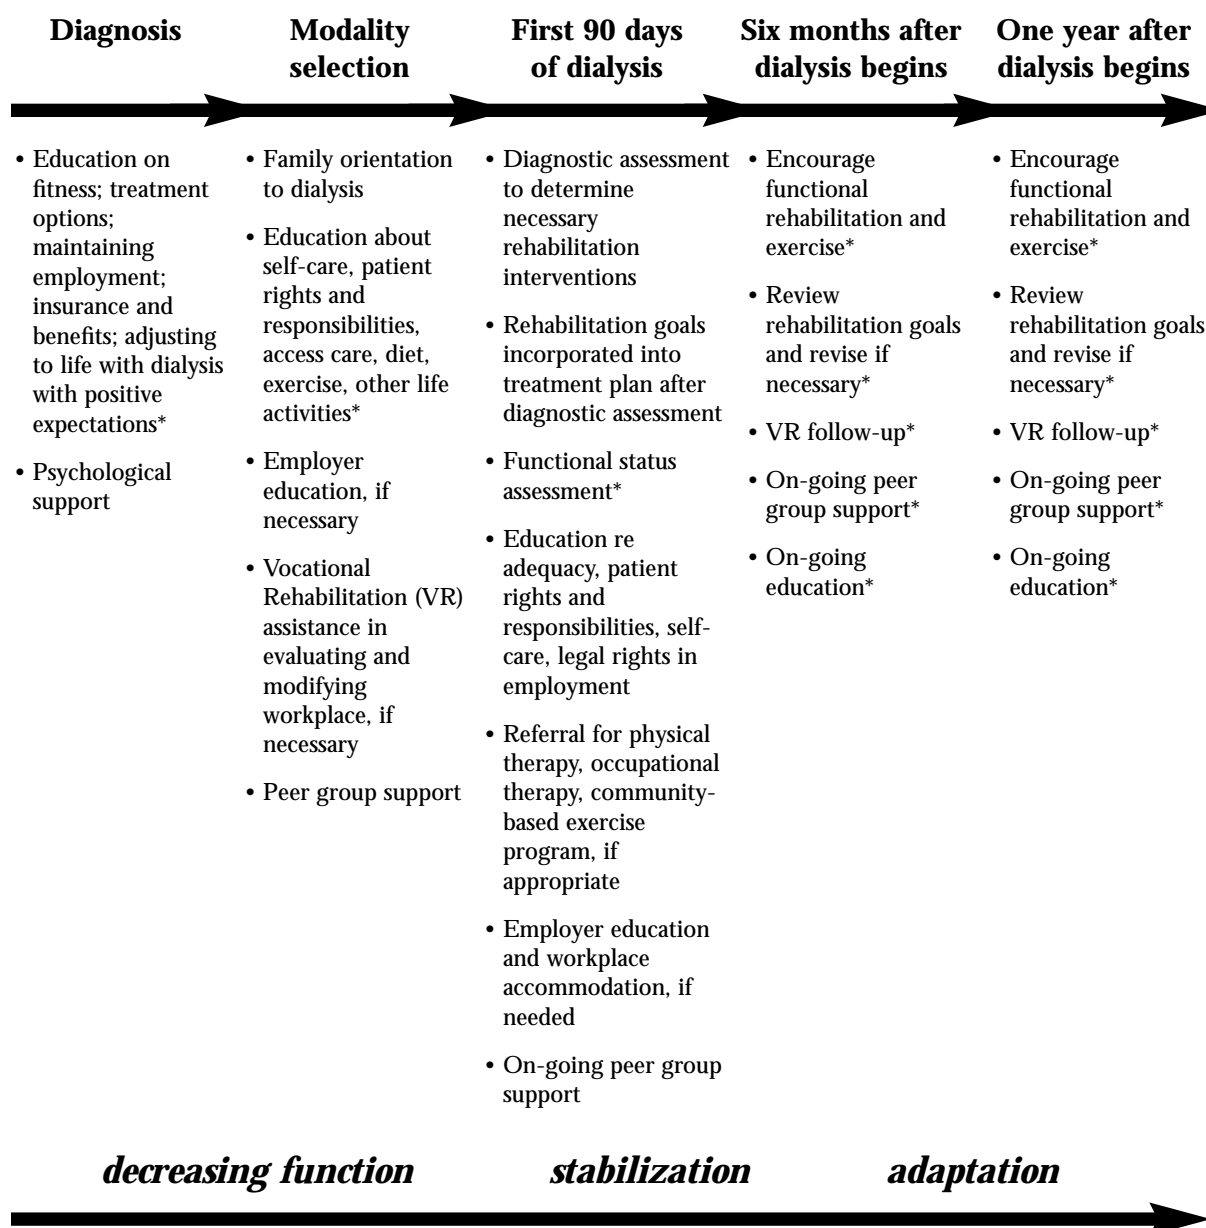 Diagnosis
Modality
selection
First 90 days
of dialysis
Six months after
dialysis begins
One year after
dialysis begins
• Education on
fitness; treatment
options;
maintaining
employment;
insurance and
benefits; adjusting
to life with dialysis
with positive
expectations*
• Psychological
support
• Family orientation
to dialysis
• Education about
self-care, patient
rights and
responsibilities,
access care, diet,
exercise, other life
activities*
• Employer
education, if
necessary
• Vocational
Rehabilitation (VR)
assistance in
evaluating and
modifying
workplace, if
necessary
• Peer group support
• Diagnostic assessment
to determine
necessary
rehabilitation
interventions
• Rehabilitation goals
incorporated into
treatment plan after
diagnostic assessment
• Functional status
assessment*
• Education re
adequacy, patient
rights and
responsibilities, self-
care, legal rights in
employment
• Referral for physical
therapy, occupational
therapy, community-
based exercise
program, if
appropriate
• Employer education
and workplace
accommodation, if
needed
• On-going peer group
support
• Encourage
functional
rehabilitation and
exercise*
• Review
rehabilitation goals
and revise if
necessary*
• VR follow-up*
• On-going peer
group support*
• On-going
education*
• Encourage
functional
rehabilitation and
exercise*
• Review
rehabilitation goals
and revise if
necessary*
• VR follow-up*
• On-going peer
group support*
• On-going
education*
decreasing function
stabilization
adaptation